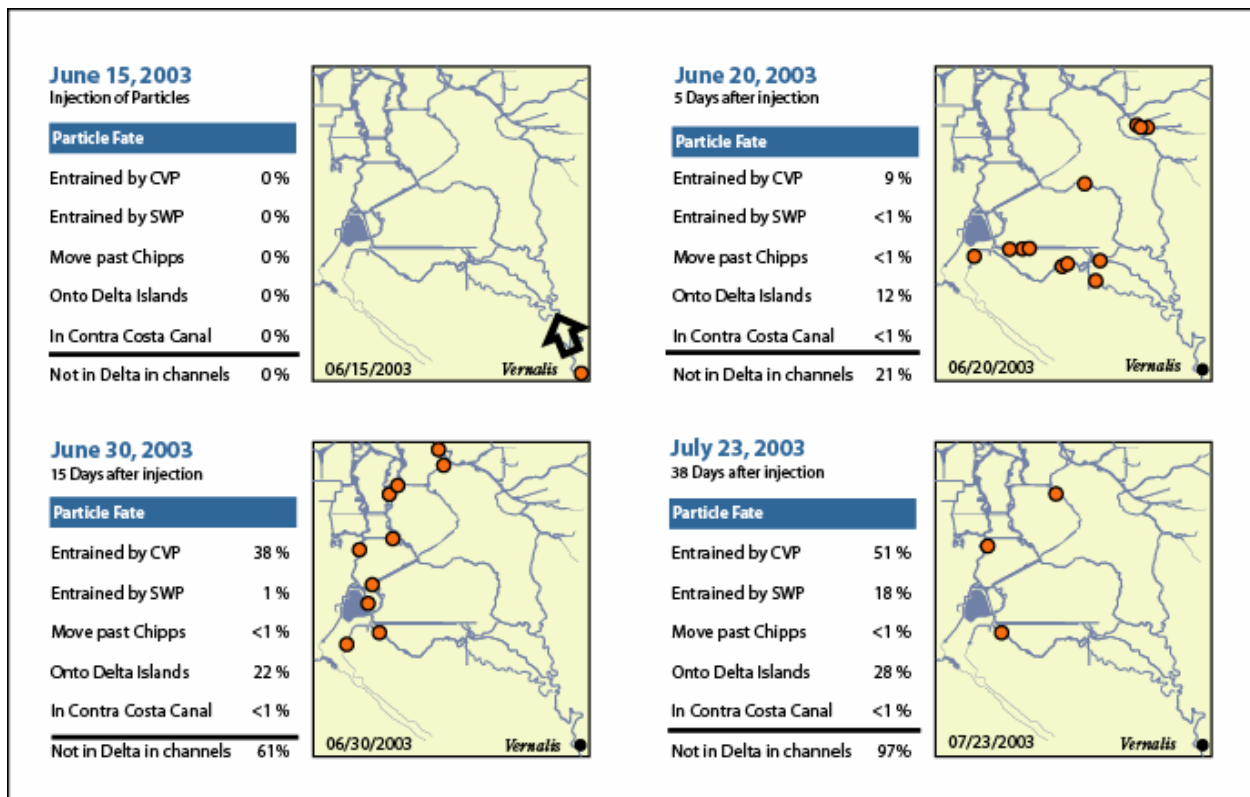 June 15, 2003
Injection of Particles
Particle Fate
Entrained by CVP 0 %
Entrained by SWP 0 %
Move past Chipps 0 %
Onto Delta Islands 0 %
In Contra Costa Canal 0 %
Not in Delta in channels 0 %
06/15/2003 Vernalis
June 20, 2003
5 Days after injection
Particle Fate
Entrained by CVP 9 %
Entrained by SWP <1 %
Move past Chipps <1 %
Onto Delta Islands 12 %
In Contra Costa Canal <1 %
Not in Delta in channels 21 %
06/20/2003 Vernalis
June 30, 2003
15 Days after injection
Particle Fate
Entrained by CVP 38 %
Entrained by SWP 1 %
Move past Chipps <1 %
Onto Delta Islands 22 %
In Contra Costa Canal <1 %
Not in Delta in channels 61%
06/30/2003 Vernalis
July 23, 2003
38 Days after injection
Particle Fate
Entrained by CVP 51 %
Entrained by SWP 18 %
Move past Chipps <1 %
Onto Delta Islands 28 %
In Contra Costa Canal <1 %
Not in Delta in channels 97%
07/23/2003 Vernalis